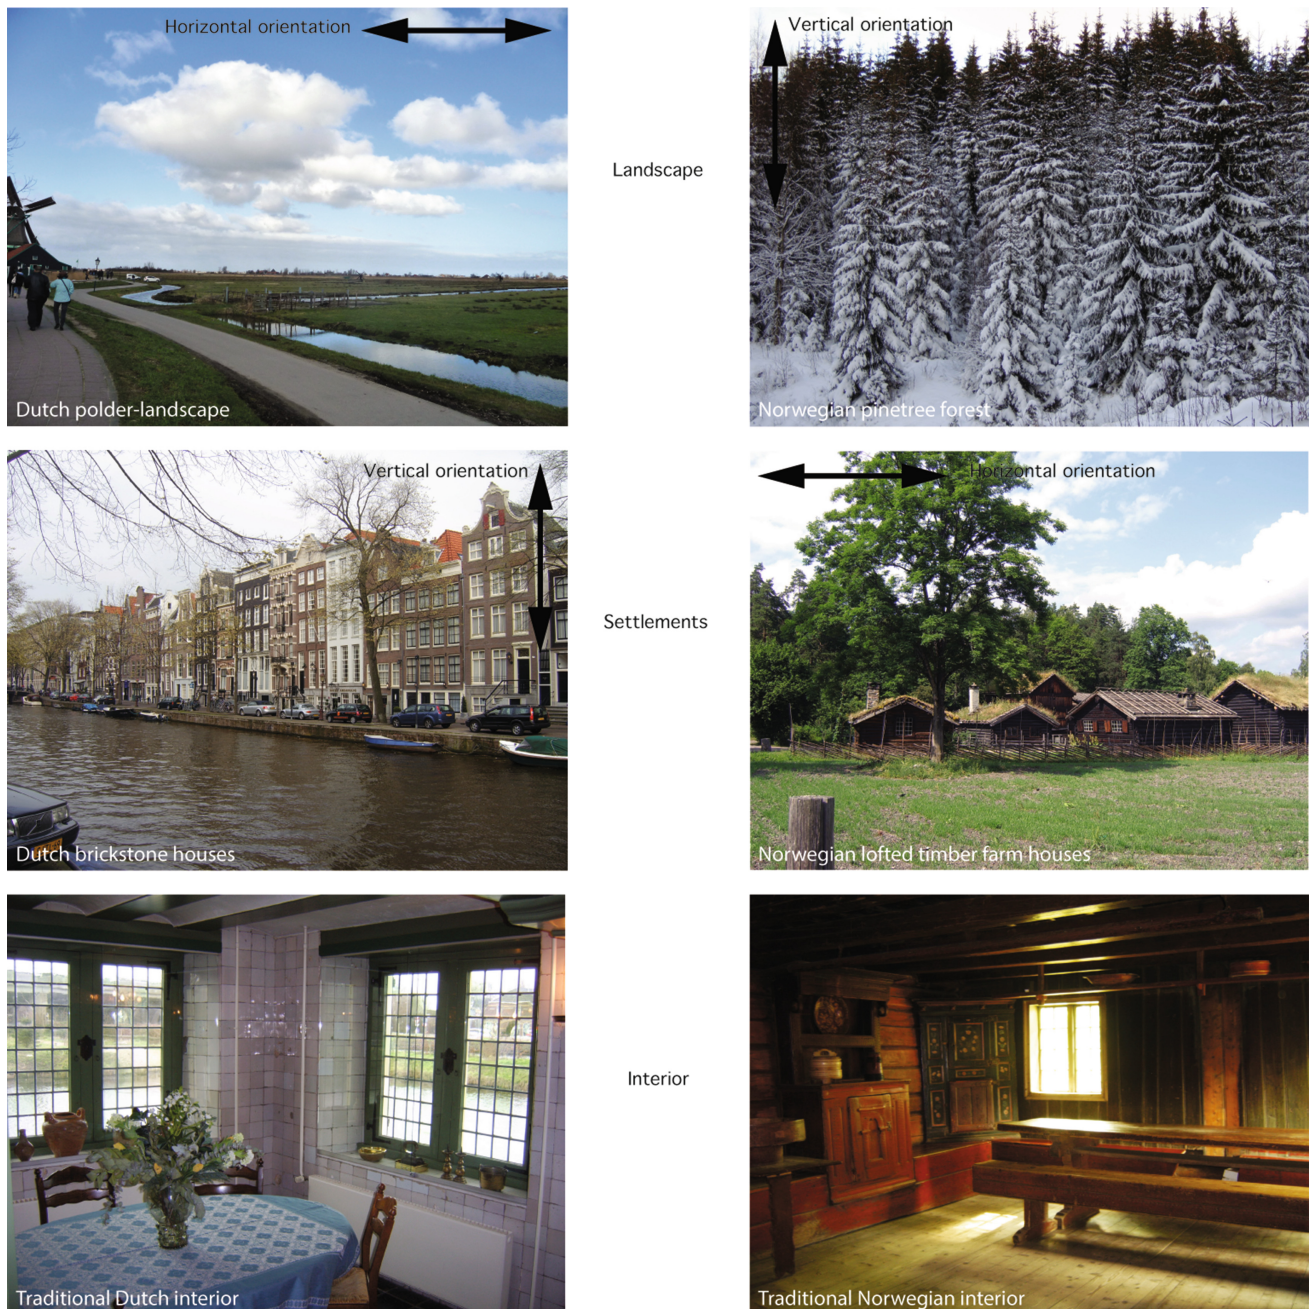 Horizontal orientation
Vertical orientation
Landscape
Dutch polder-landscape
Norwegian pinetree forest
Vertical orientation
Horizontal orientation
Settlements
Dutch brickstone houses
Norwegian lofted timber farm houses
Interior
Traditional Dutch interior
Traditional Norwegian interior